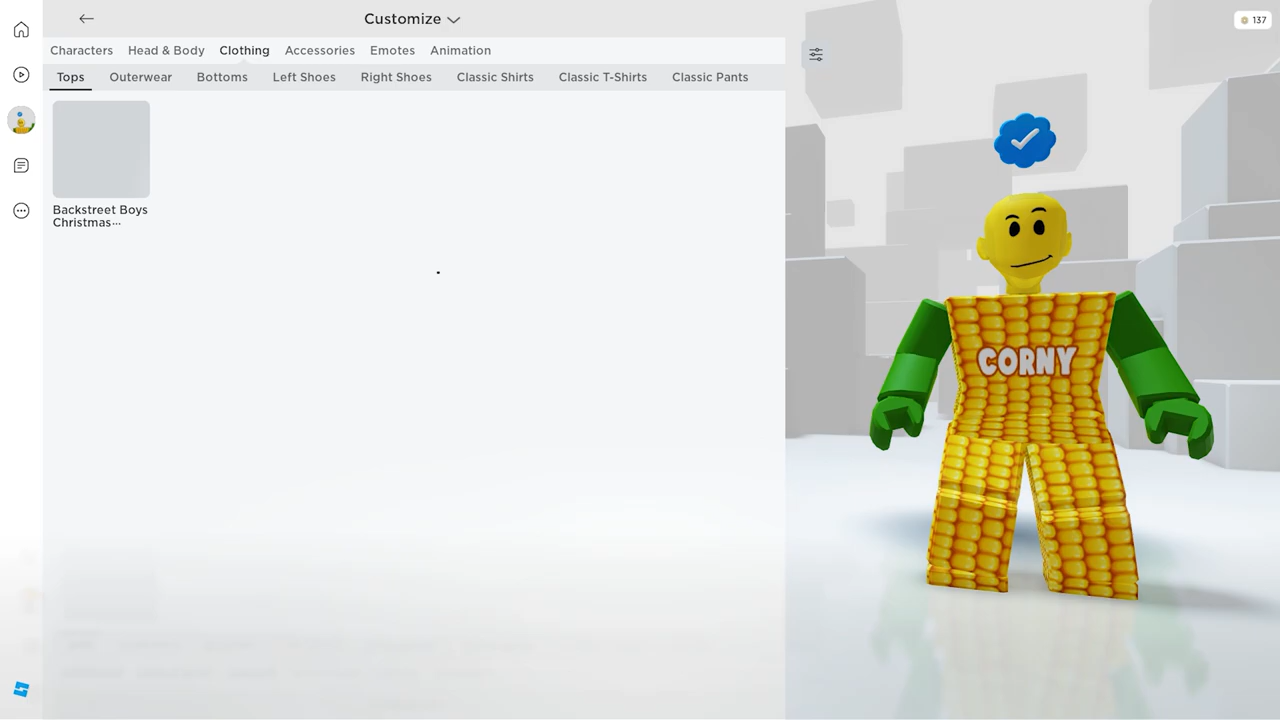 Customize
137
Characters Head & Body Clothing Accessories Emotes Animation
Tops Outerwear Bottoms Left Shoes Right Shoes Classic Shirts Classic T-Shirts Classic Pants
Backstreet Boys
Christmas...
CORNY